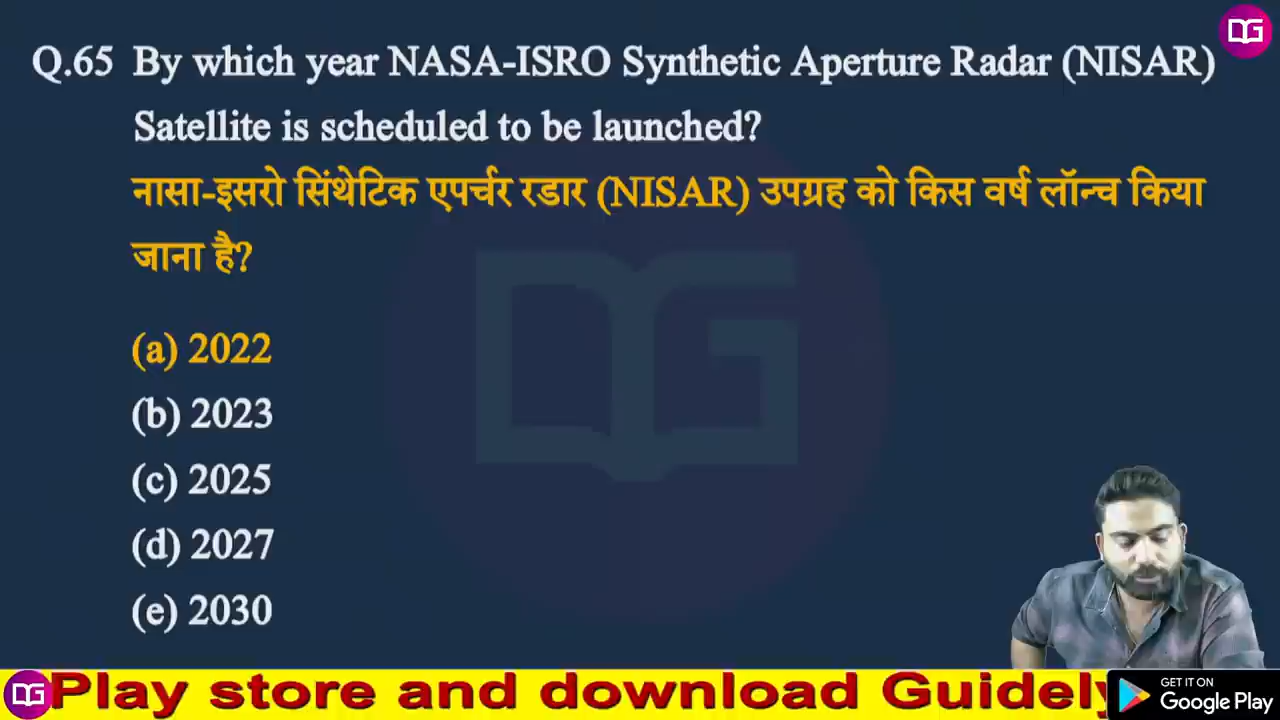 DG
Q.65 By which year NASA-ISRO Synthetic Aperture Radar (NISAR)
Satellite is scheduled to be launched?
नासा-इसरो सिंथेटिक एपर्चर रडार (NISAR) उपग्रह को किस वर्ष लॉन्च किया
जाना है?
(a) 2022
(b) 2023
(c) 2025
(d) 2027
(e) 2030
DG Play store and download Guidely
GET IT ON
Google Play